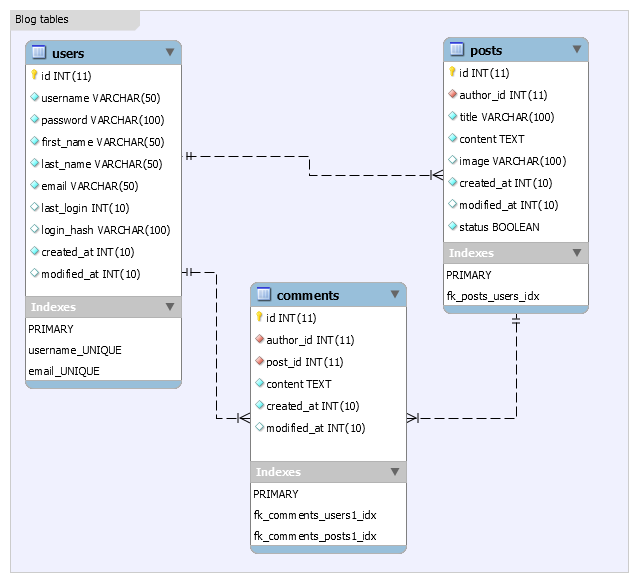 Blog tables
users
id INT(11)
username VARCHAR(50)
password VARCHAR(100)
first_name VARCHAR(50)
last_name VARCHAR(50)
email VARCHAR(50)
last_login INT(10)
login_hash VARCHAR(100)
created_at INT(10)
modified_at INT(10)
Indexes
PRIMARY
username_UNIQUE
email_UNIQUE
posts
id INT(11)
author_id INT(11)
title VARCHAR(100)
content TEXT
image VARCHAR(100)
created_at INT(10)
modified_at INT(10)
status BOOLEAN
Indexes
PRIMARY
fk_posts_users_idx
comments
id INT(11)
author_id INT(11)
post_id INT(11)
content TEXT
created_at INT(10)
modified_at INT(10)
Indexes
PRIMARY
fk_comments_users1_idx
fk_comments_posts1_idx